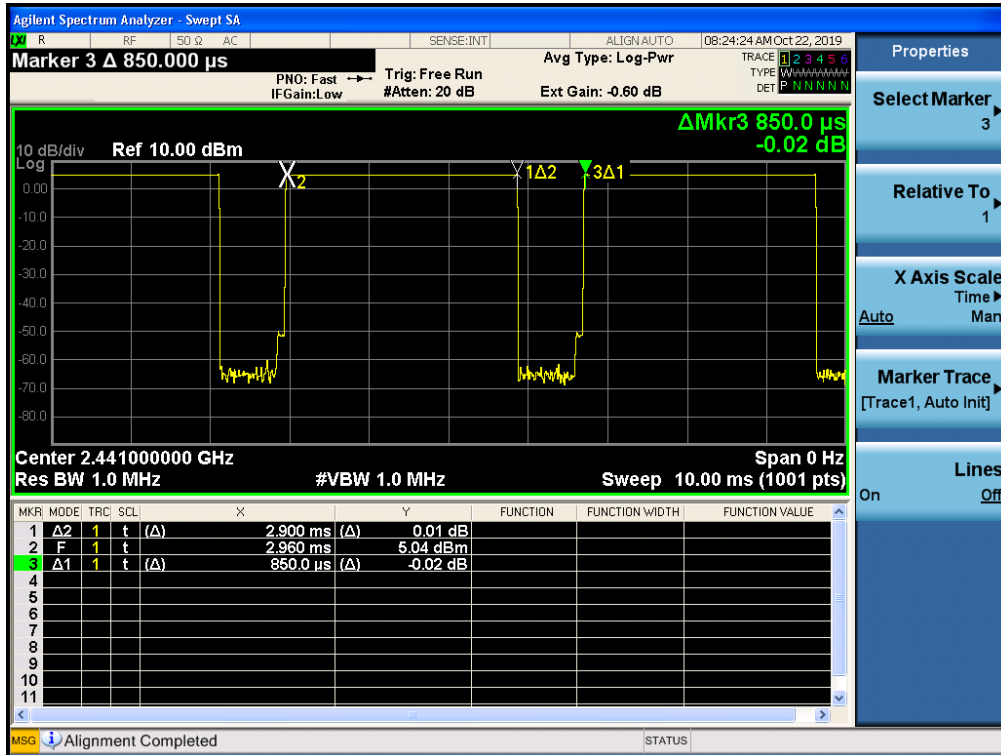 Agilent Spectrum Analyzer - Swept SA
LXI R RF 50 Ω AC SENSE:INT ALIGN AUTO 08:24:24 AM Oct 22, 2019
Marker 3 Δ 850.000 µs
PNO: Fast
IFGain:Low
Trig: Free Run
#Atten: 20 dB
Avg Type: Log-Pwr
Ext Gain: -0.60 dB
TRACE 1 2 3 4 5 6
TYPE W
DET P N N N N N
ΔMkr3 850.0 µs
-0.02 dB
10 dB/div Ref 10.00 dBm
Log
2
1Δ2
3Δ1
0.00
-10.0
-20.0
-30.0
-40.0
-50.0
-60.0
-70.0
-80.0
Center 2.441000000 GHz Span 0 Hz
Res BW 1.0 MHz #VBW 1.0 MHz Sweep 10.00 ms (1001 pts)
MKR MODE TRC SCL X Y FUNCTION FUNCTION WIDTH FUNCTION VALUE
1 Δ2 1 t (Δ) 2.900 ms (Δ) 0.01 dB
2 F 1 t 2.960 ms 5.04 dBm
3 Δ1 1 t (Δ) 850.0 µs (Δ) -0.02 dB
4
5
6
7
8
9
10
11
MSG Alignment Completed STATUS
Properties
Select Marker
3
Relative To
1
X Axis Scale
Time
Auto Man
Marker Trace
[Trace1, Auto Init]
Lines
On Off